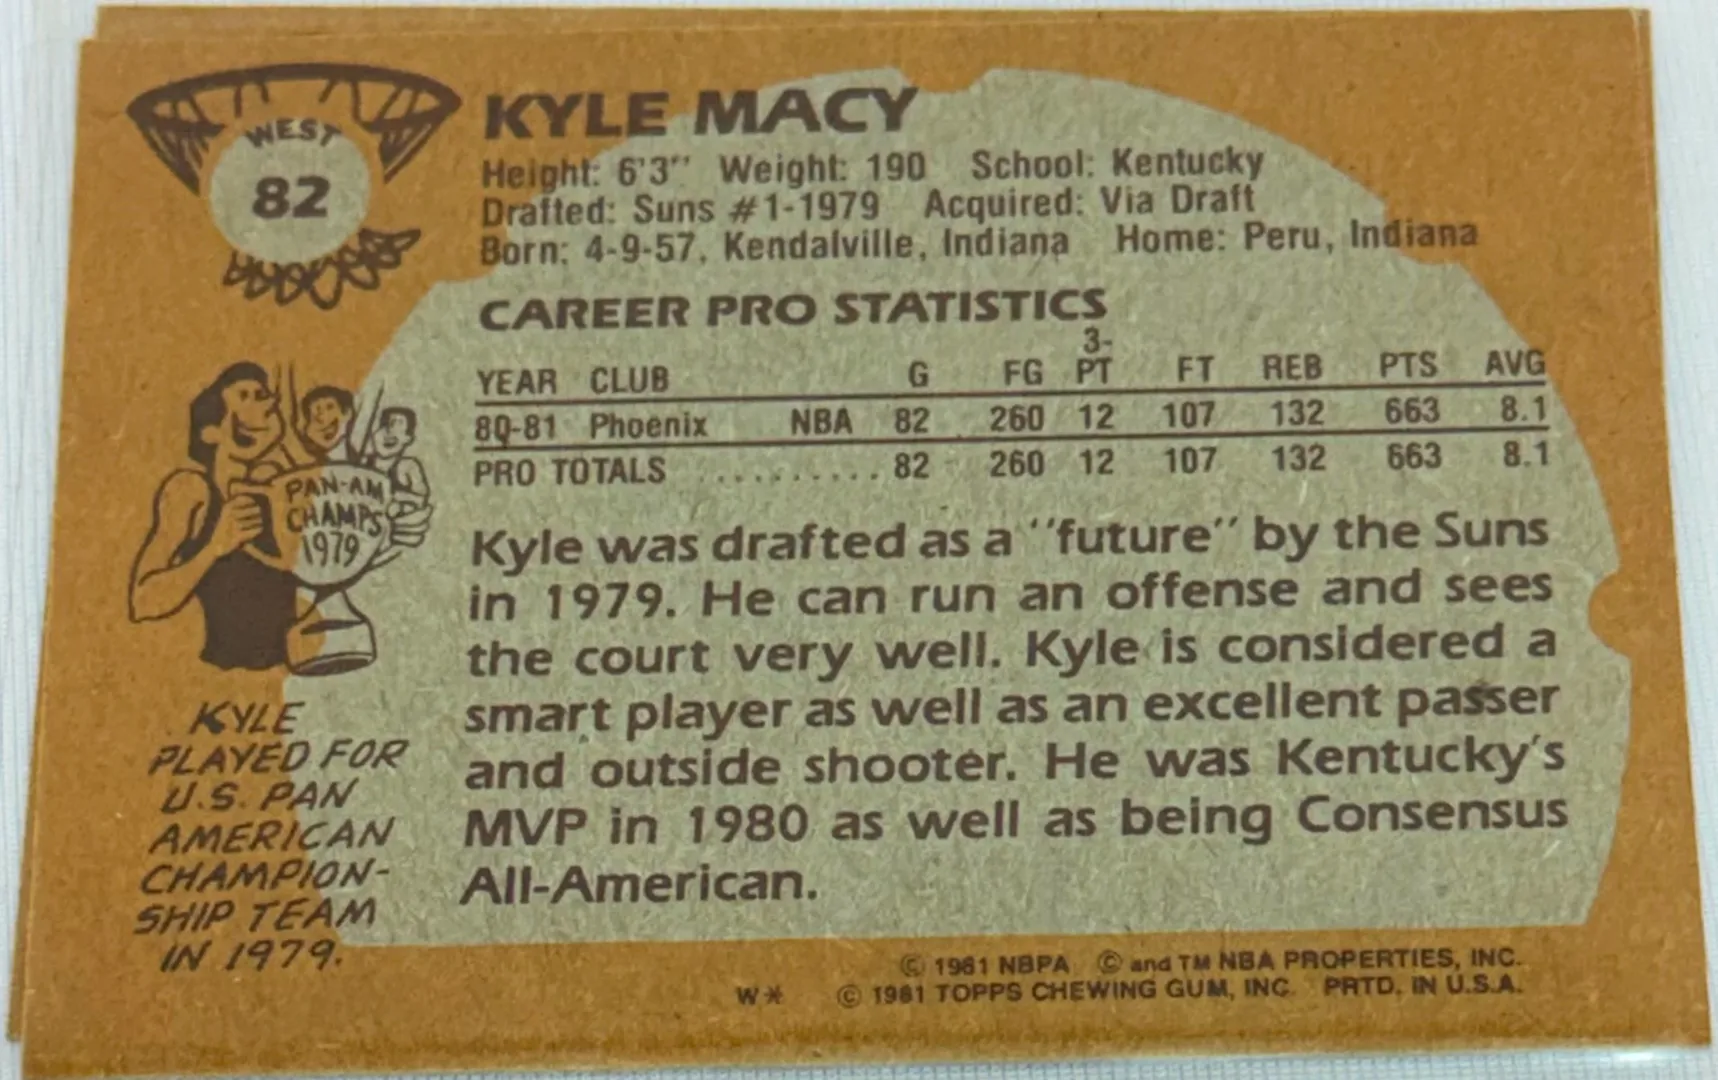 WEST
82
KYLE MACY
Height: 6'3" Weight: 190 School: Kentucky
Drafted: Suns #1-1979 Acquired: Via Draft
Born: 4-9-57, Kendalville, Indiana Home: Peru, Indiana
CAREER PRO STATISTICS
YEAR CLUB G FG 3-PT FT REB PTS AVG
80-81 Phoenix NBA 82 260 12 107 132 663 8.1
PRO TOTALS .......... 82 260 12 107 132 663 8.1
PAN-AM
CHAMPS
1979
KYLE
PLAYED FOR
U.S. PAN
AMERICAN
CHAMPION-
SHIP TEAM
IN 1979.
Kyle was drafted as a "future" by the Suns
in 1979. He can run an offense and sees
the court very well. Kyle is considered a
smart player as well as an excellent passer
and outside shooter. He was Kentucky's
MVP in 1980 as well as being Consensus
All-American.
© 1981 NBPA © and TM NBA PROPERTIES, INC.
W* © 1981 TOPPS CHEWING GUM, INC. PRTD. IN U.S.A.